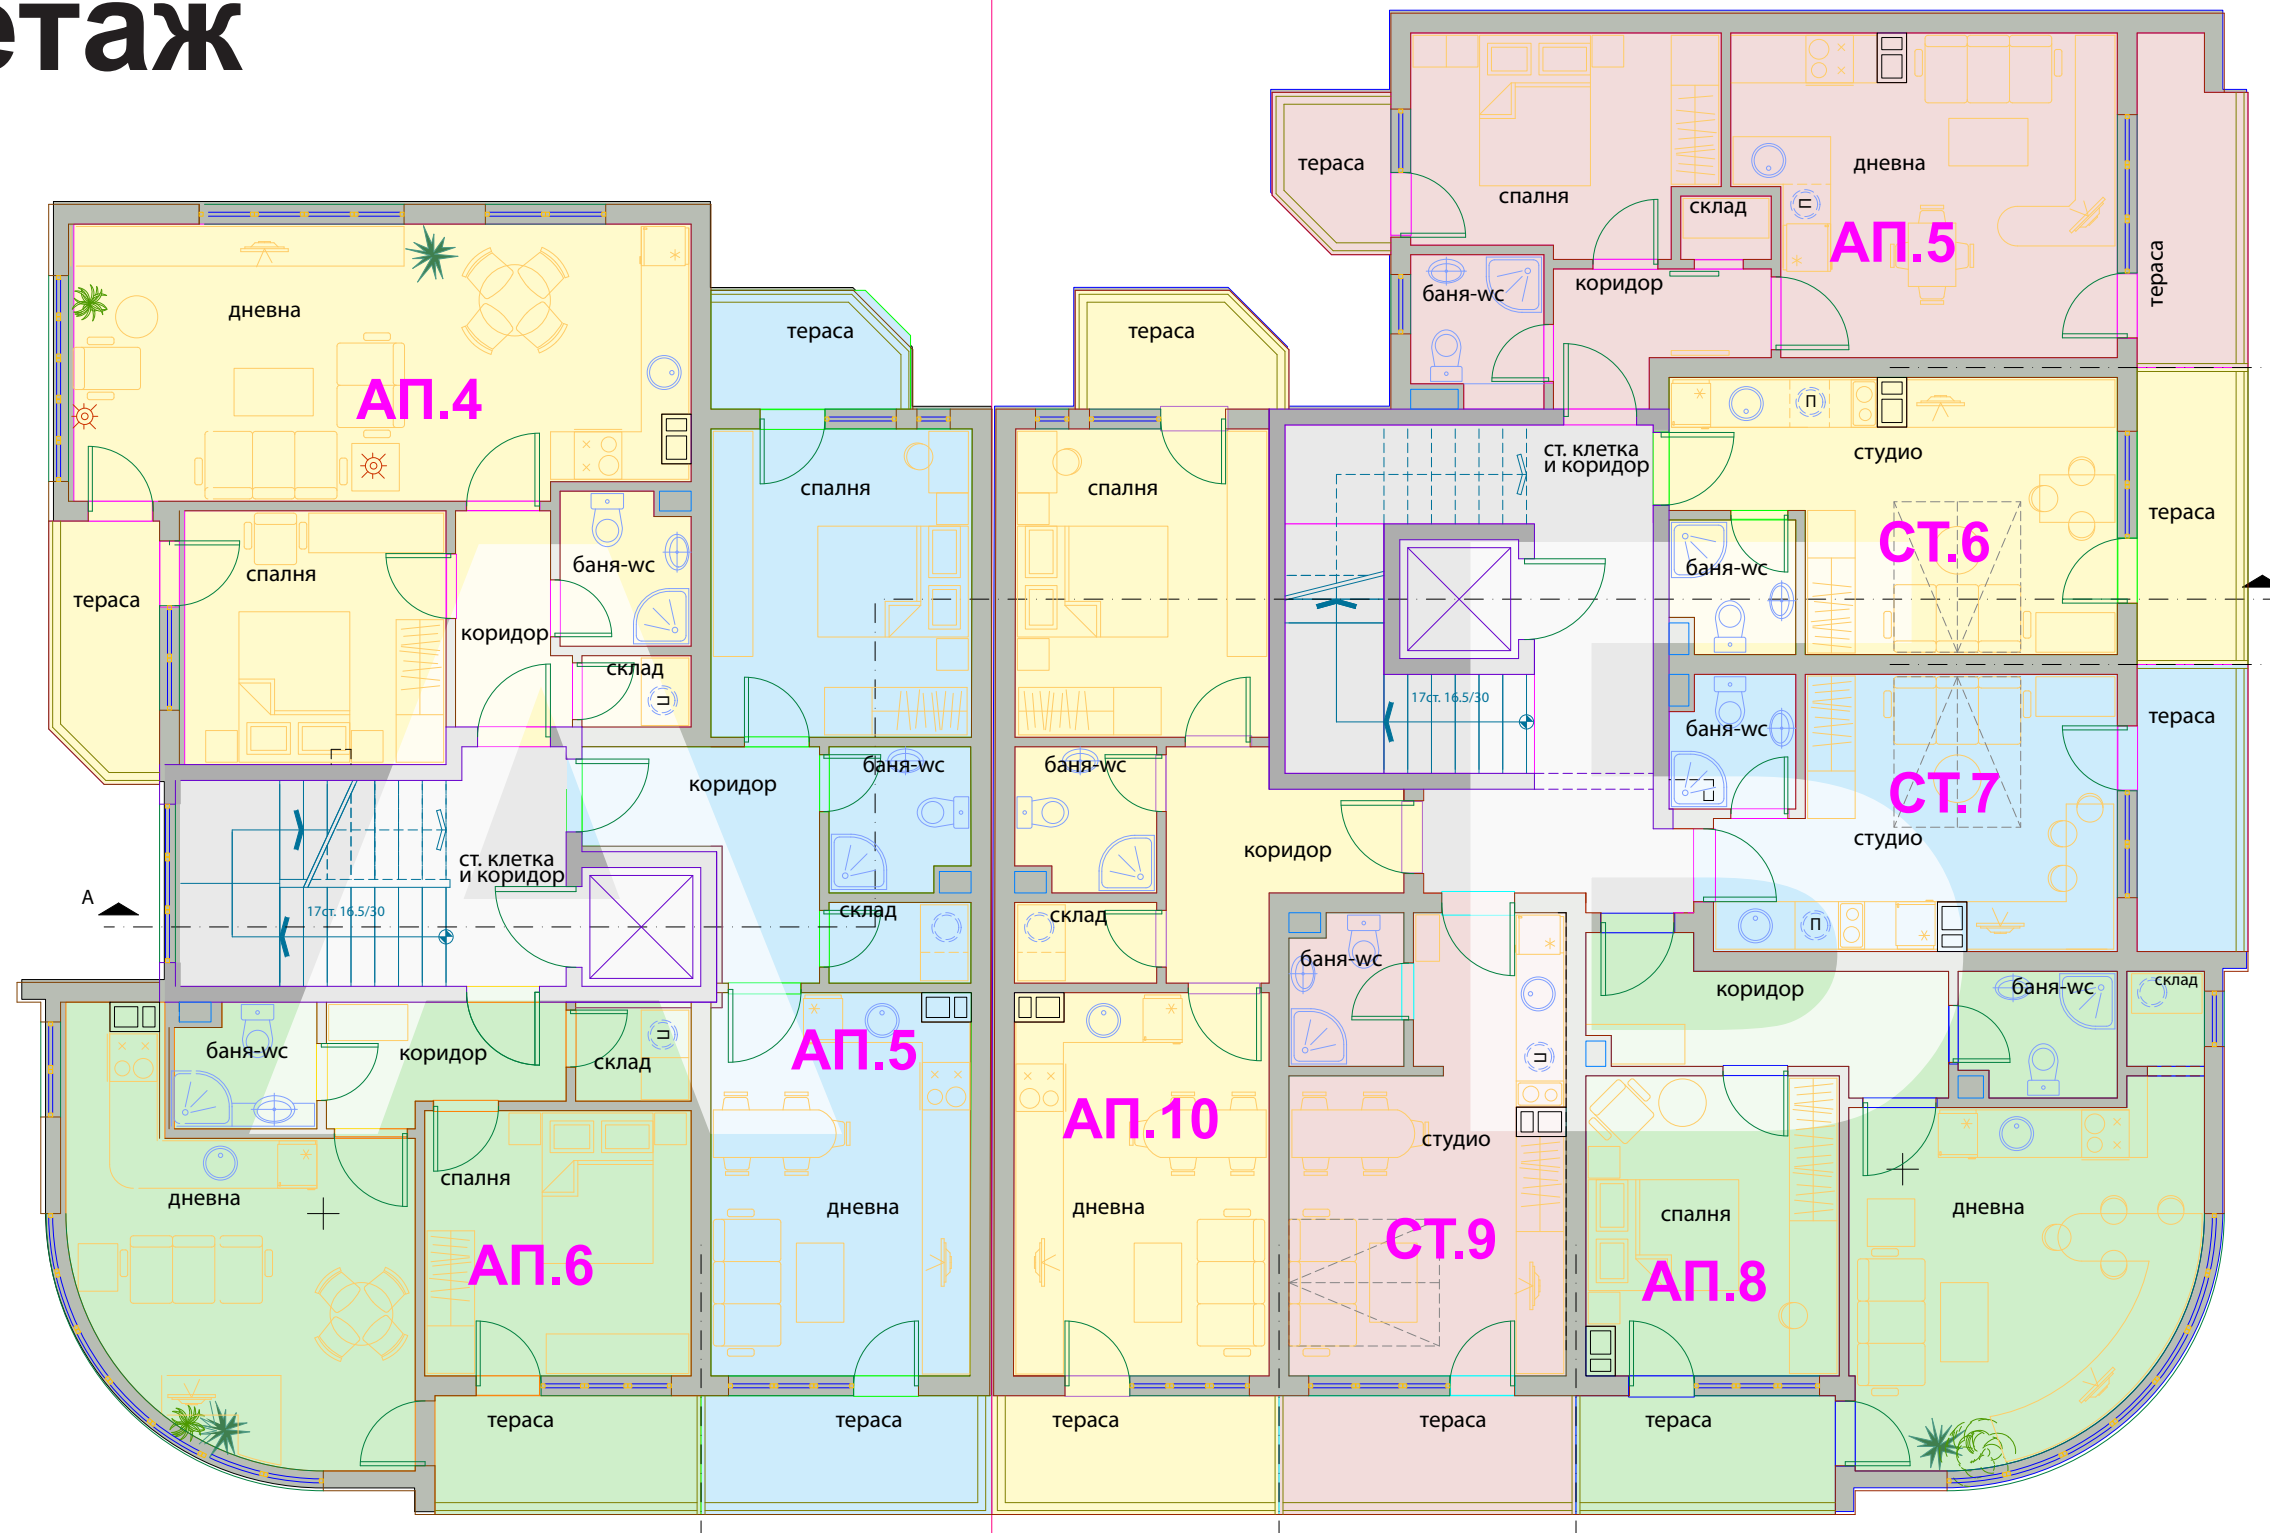 етаж
тераса
спалня
склад
дневна
АП.5
тераса
баня-wc
коридор
дневна
АП.4
тераса
тераса
ст. клетка
и коридор
студио
СТ.6
тераса
баня-wc
спалня
тераса
баня-wc
коридор
склад
спалня
спалня
17ст. 16.5/30
баня-wc
СТ.7
студио
тераса
П
П
П
П
коридор
баня-wc
баня-wc
ст. клетка
и коридор
17ст. 16.5/30
А
склад
склад
коридор
баня-wc
коридор
баня-wc
склад
баня-wc
коридор
склад
П
П
П
АП.5
АП.10
студио
спалня
дневна
АП.6
дневна
дневна
СТ.9
спалня
АП.8
дневна
тераса
тераса
тераса
тераса
тераса
А
Б